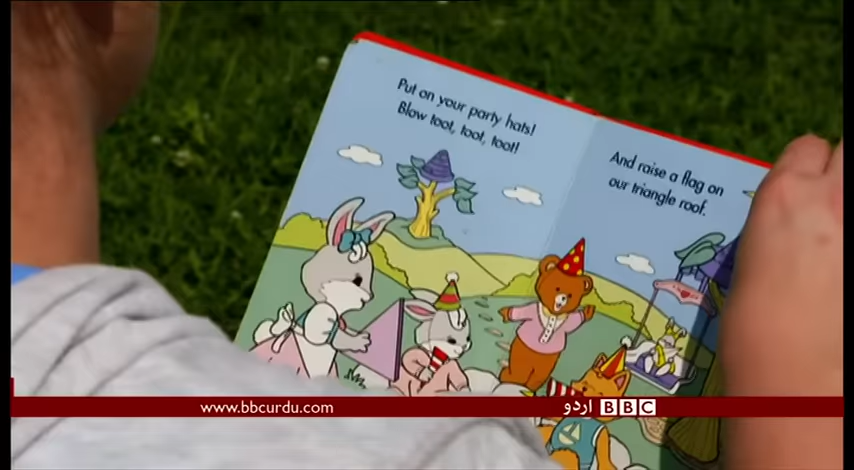 Put on your party hats!
Blow toot, toot, toot!
And raise a flag on
our triangle roof.
www.bbcurdu.com
BBC اردو